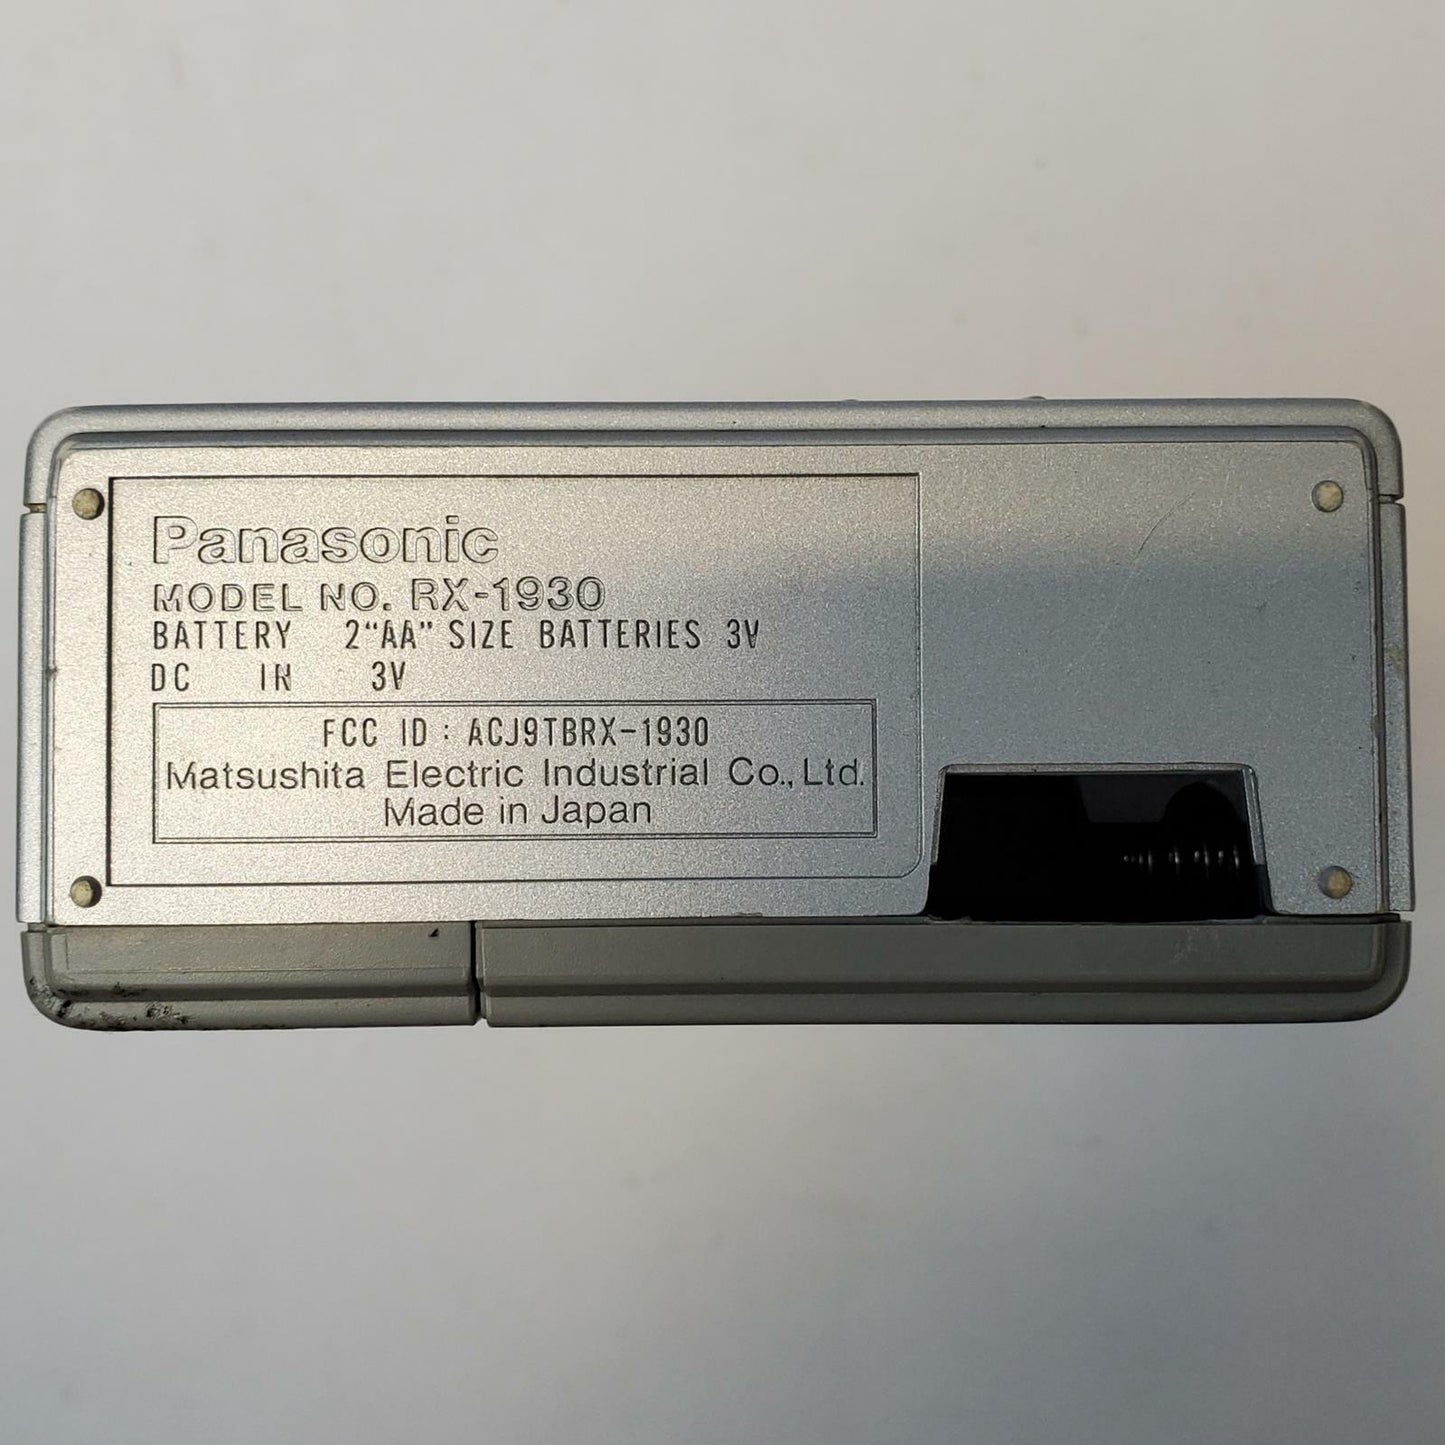 Panasonic
MODEL NO. RX-1930
BATTERY 2“AA” SIZE BATTERIES 3V
DC IN 3V
FCC ID : ACJ9TBRX-1930
Matsushita Electric Industrial Co., Ltd.
Made in Japan